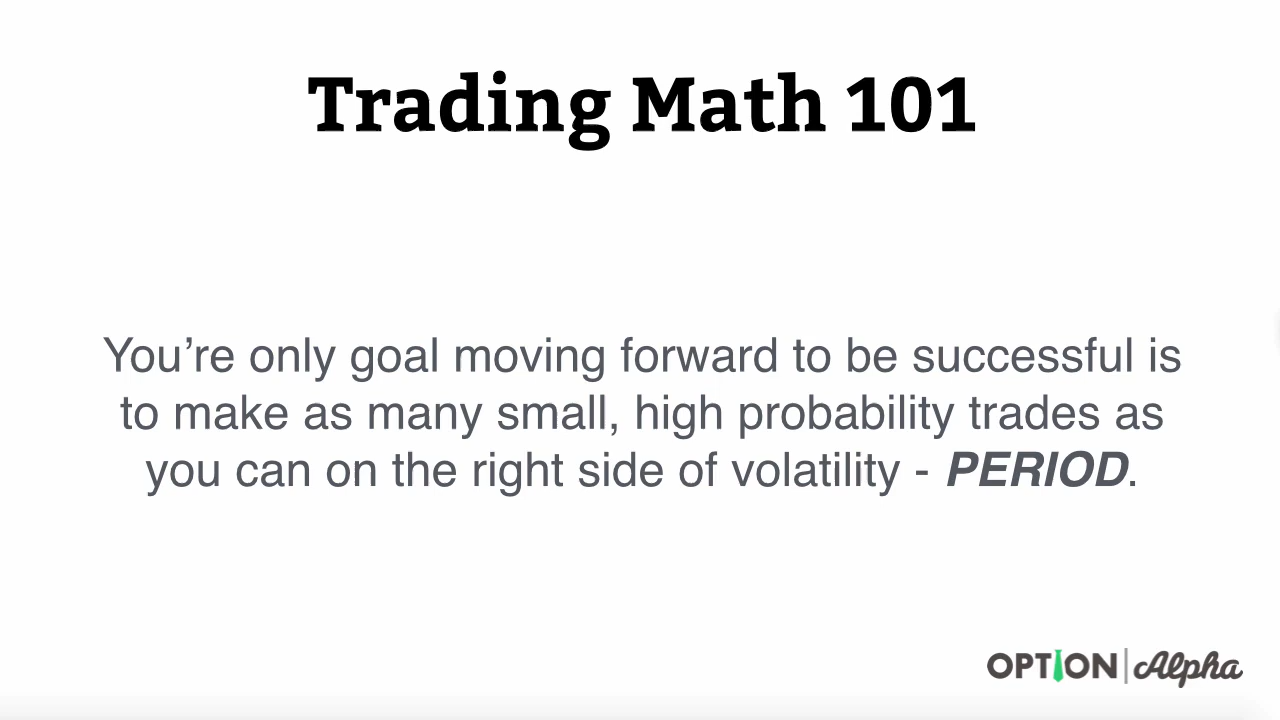 Trading Math 101
You’re only goal moving forward to be successful is
to make as many small, high probability trades as
you can on the right side of volatility - PERIOD.
OPTION | Alpha